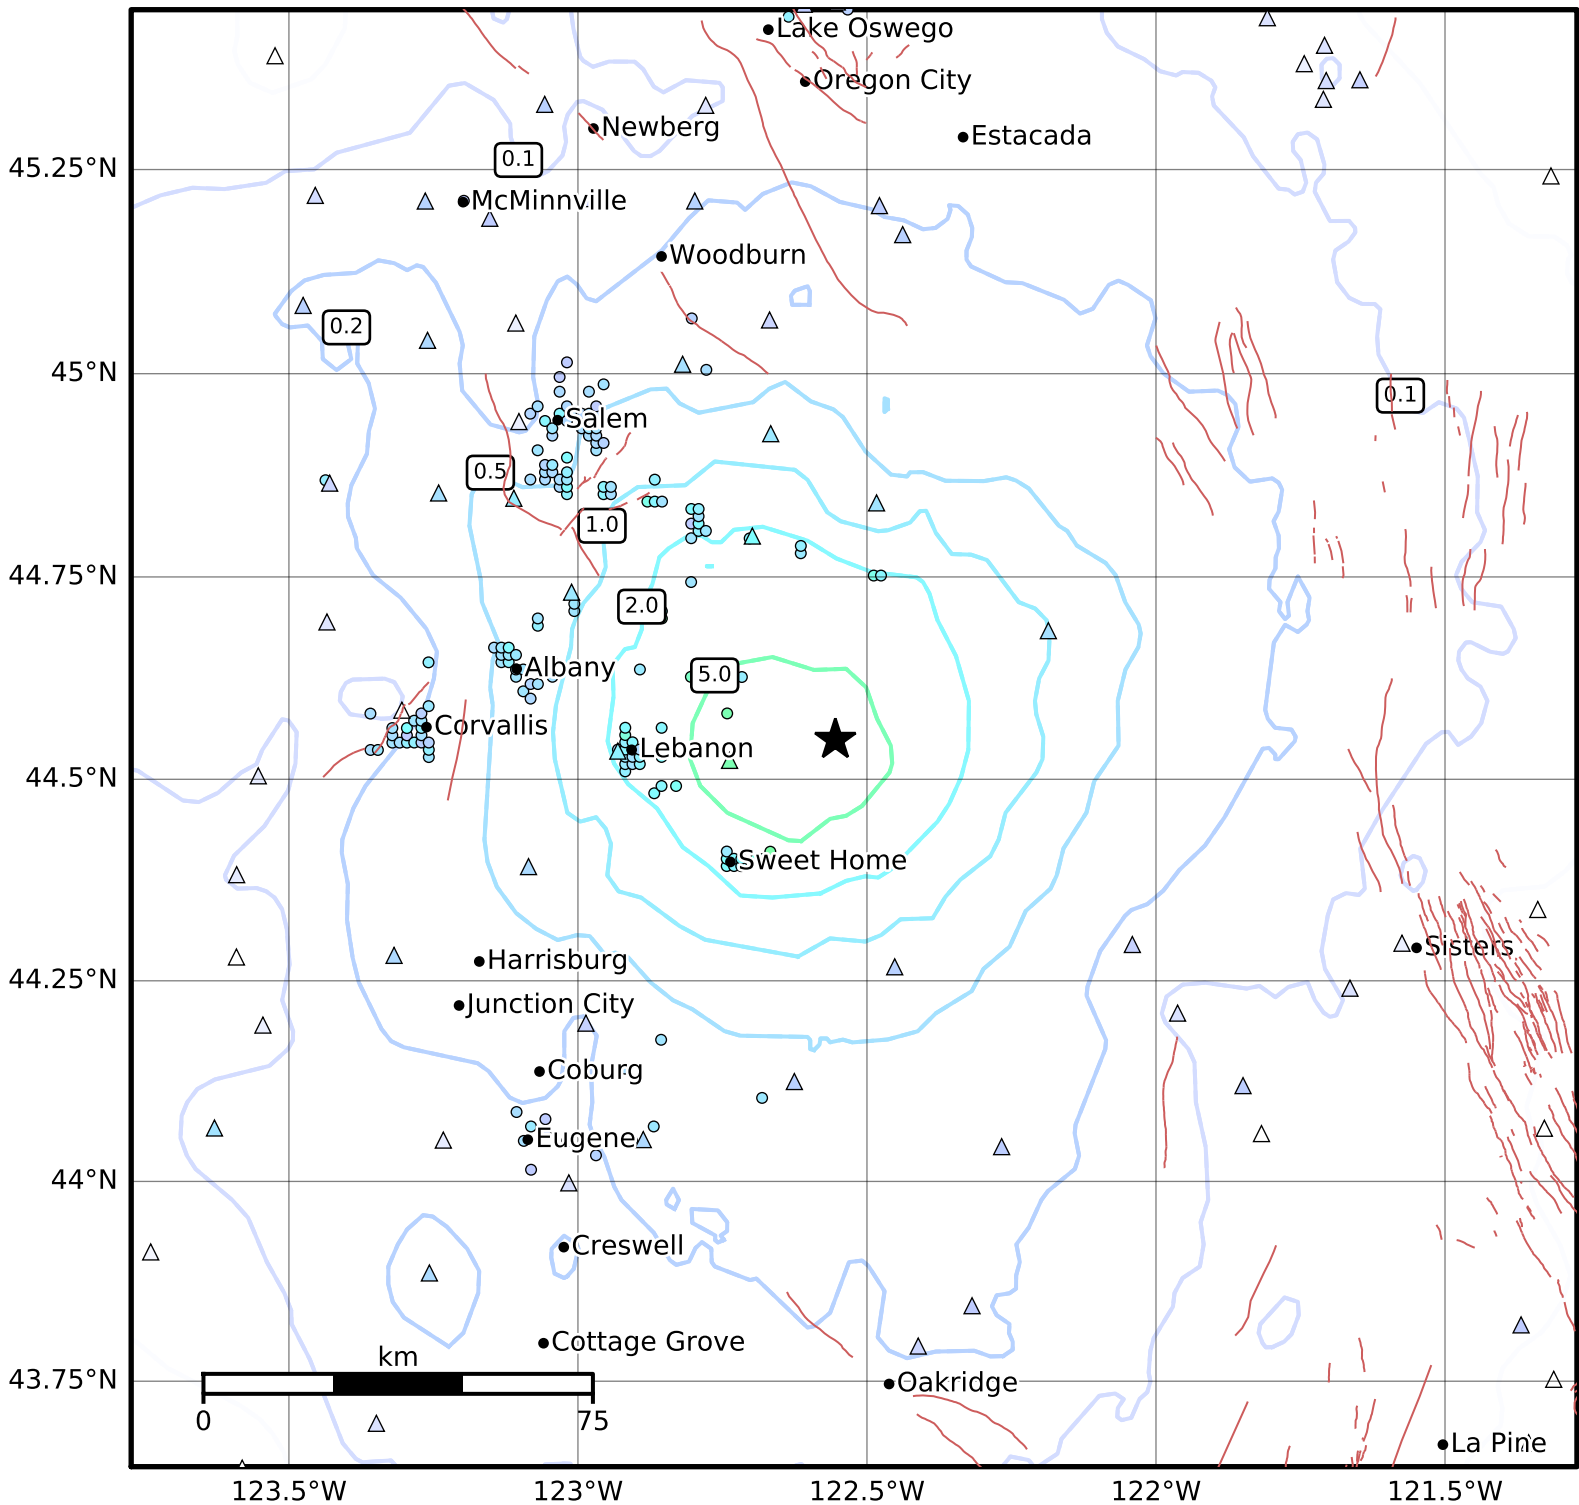 Lake Oswego
Oregon City
Newberg
Estacada
0.1
45.25°N
McMinnville
Woodburn
0.2
45°N
0.1
Salem
0.5
1.0
44.75°N
2.0
Albany
5.0
Corvallis
Lebanon
44.5°N
Sweet Home
Sisters
Harrisburg
44.25°N
Junction City
Coburg
Eugene
44°N
Creswell
Cottage Grove
km
43.75°N
Oakridge
0 75
La Pine
123.5°W 123°W 122.5°W 122°W 121.5°W